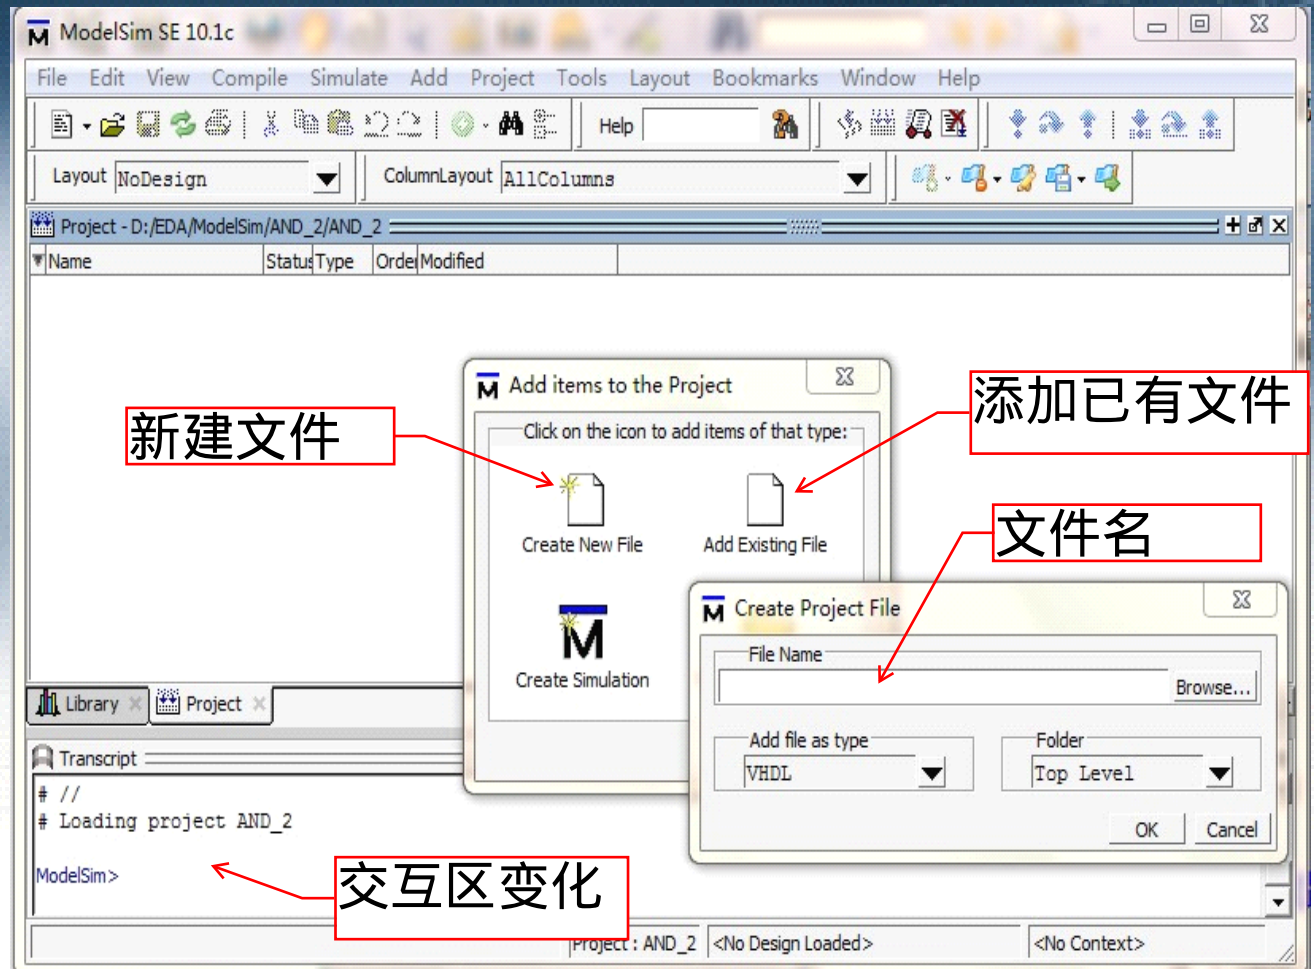 ModelSim SE 10.1c
File Edit View Compile Simulate Add Project Tools Layout Bookmarks Window Help
Help
Layout NoDesign ColumnLayout AllColumns
Project - D:/EDA/ModelSim/AND_2/AND_2
Name Status Type Order Modified
Add items to the Project
Click on the icon to add items of that type:
新建文件
添加已有文件
Create New File Add Existing File
文件名
Create Project File
File Name
Create Simulation
Browse...
Library Project
Add file as type Folder
VHDL Top Level
OK Cancel
Transcript
# //
# Loading project AND_2
ModelSim>
交互区变化
Project : AND_2 <No Design Loaded> <No Context>